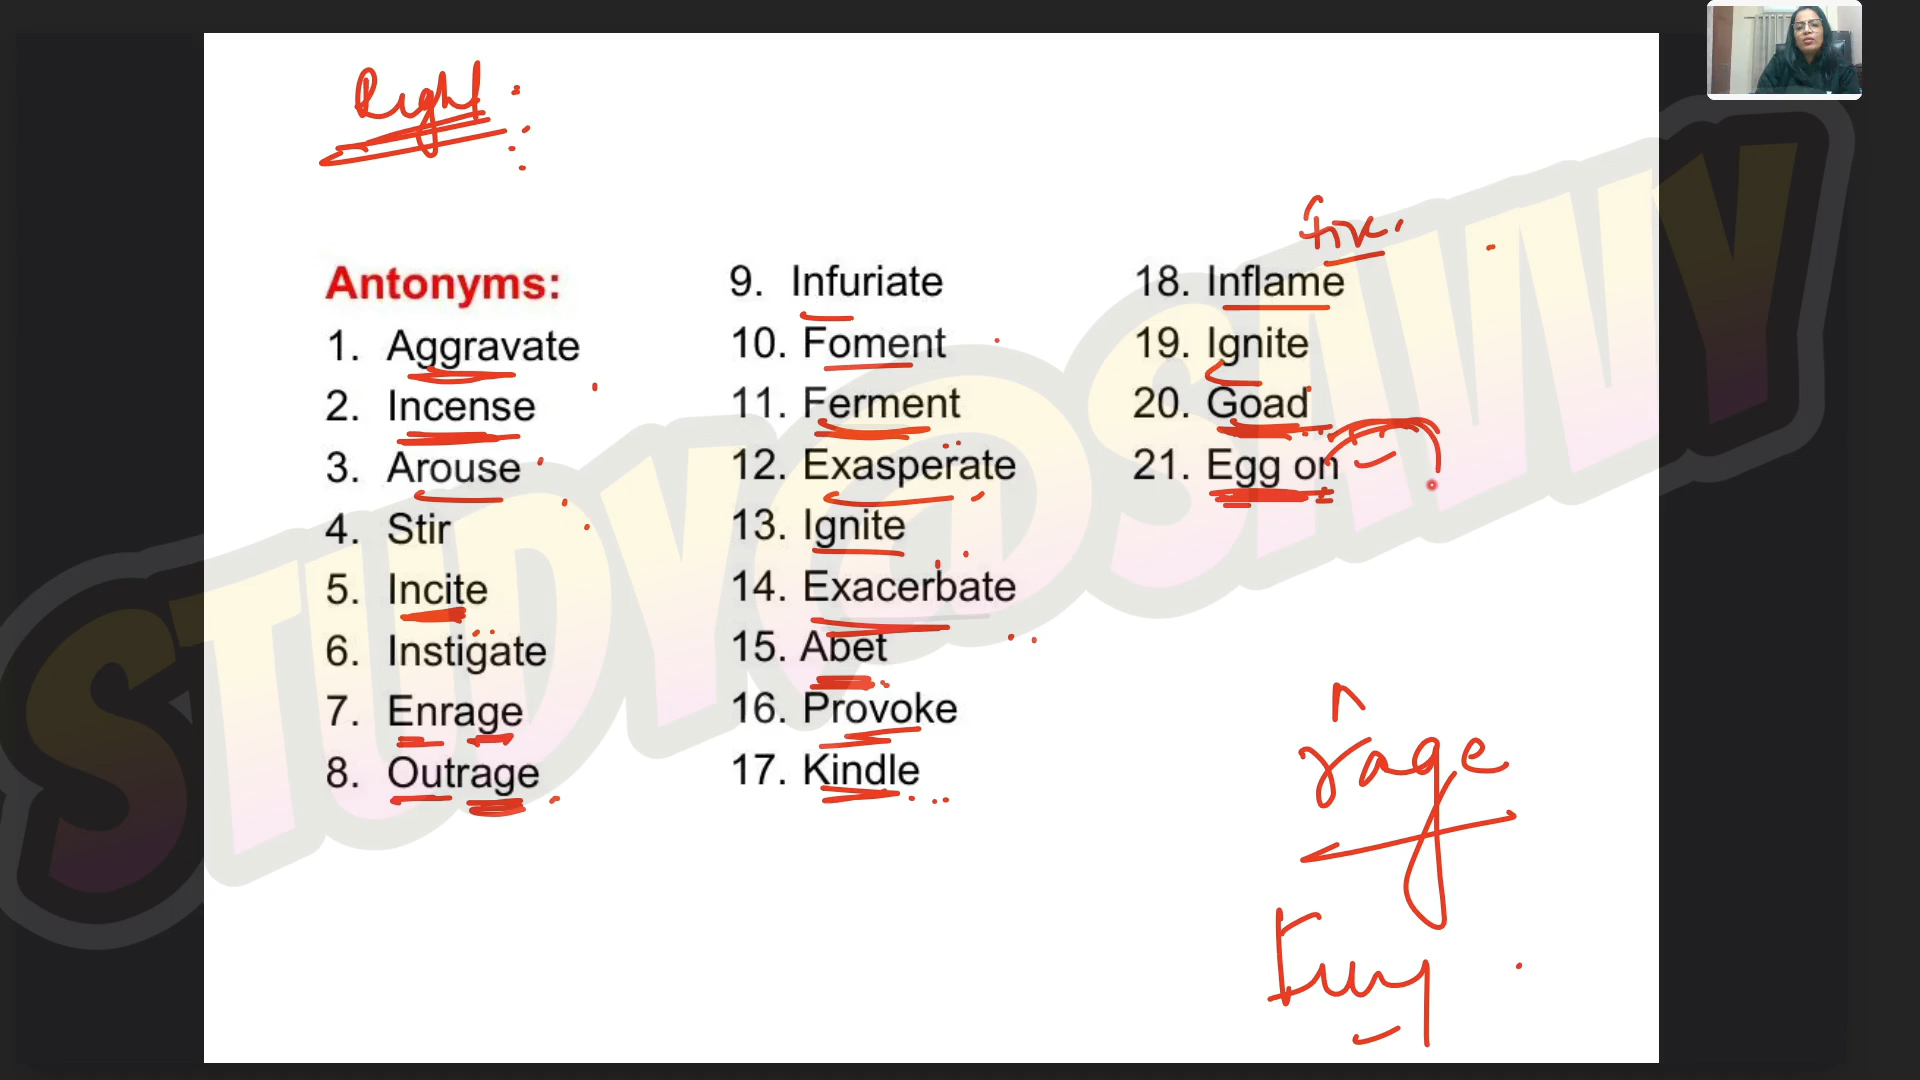 Right
Antonyms:
1. Aggravate
2. Incense
3. Arouse
4. Stir
5. Incite
6. Instigate
7. Enrage
8. Outrage
9. Infuriate
10. Foment
11. Ferment
12. Exasperate
13. Ignite
14. Exacerbate
15. Abet
16. Provoke
17. Kindle
fire
18. Inflame
19. Ignite
20. Goad
21. Egg on
rage
Fury
STUDY@SAVVY